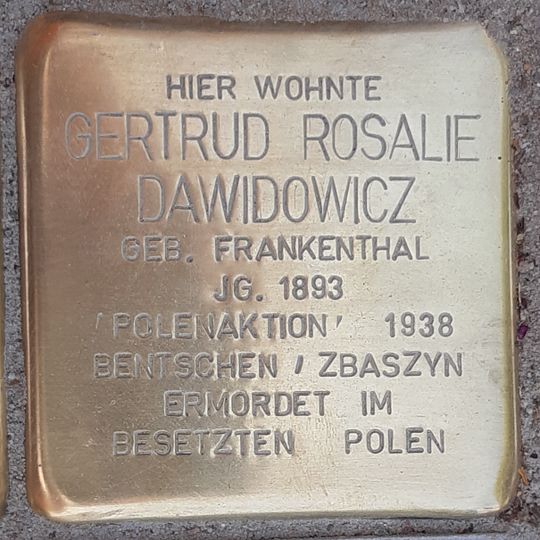 HIER WOHNTE
GERTRUD ROSALIE
DAWIDOWICZ
GEB. FRANKENTHAL
JG. 1893
'POLENAKTION' 1938
BENTSCHEN / ZBASZYN
ERMORDET IM
BESETZTEN POLEN